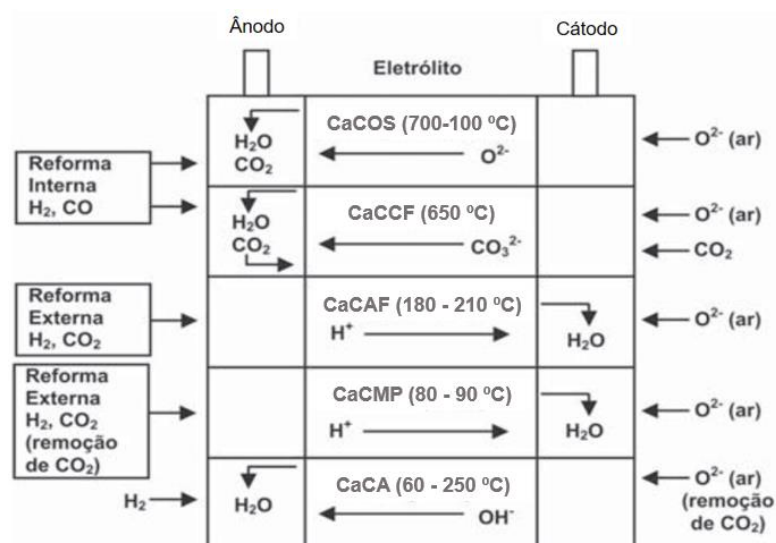 Ânodo
Cátodo
Eletrólito
CaCOS (700-100 ºC)
H₂O
CO₂
O²⁻
O²⁻ (ar)
Reforma
Interna
H₂, CO
CaCCF (650 ºC)
H₂O
CO₂
CO₃²⁻
O²⁻ (ar)
CO₂
Reforma
Externa
H₂, CO₂
CaCAF (180 - 210 ºC)
H⁺
H₂O
O²⁻ (ar)
Reforma
Externa
H₂, CO₂
(remoção
de CO₂)
CaCMP (80 - 90 ºC)
H⁺
H₂O
O²⁻ (ar)
H₂
H₂O
CaCA (60 - 250 ºC)
OH⁻
O²⁻ (ar)
(remoção
de CO₂)